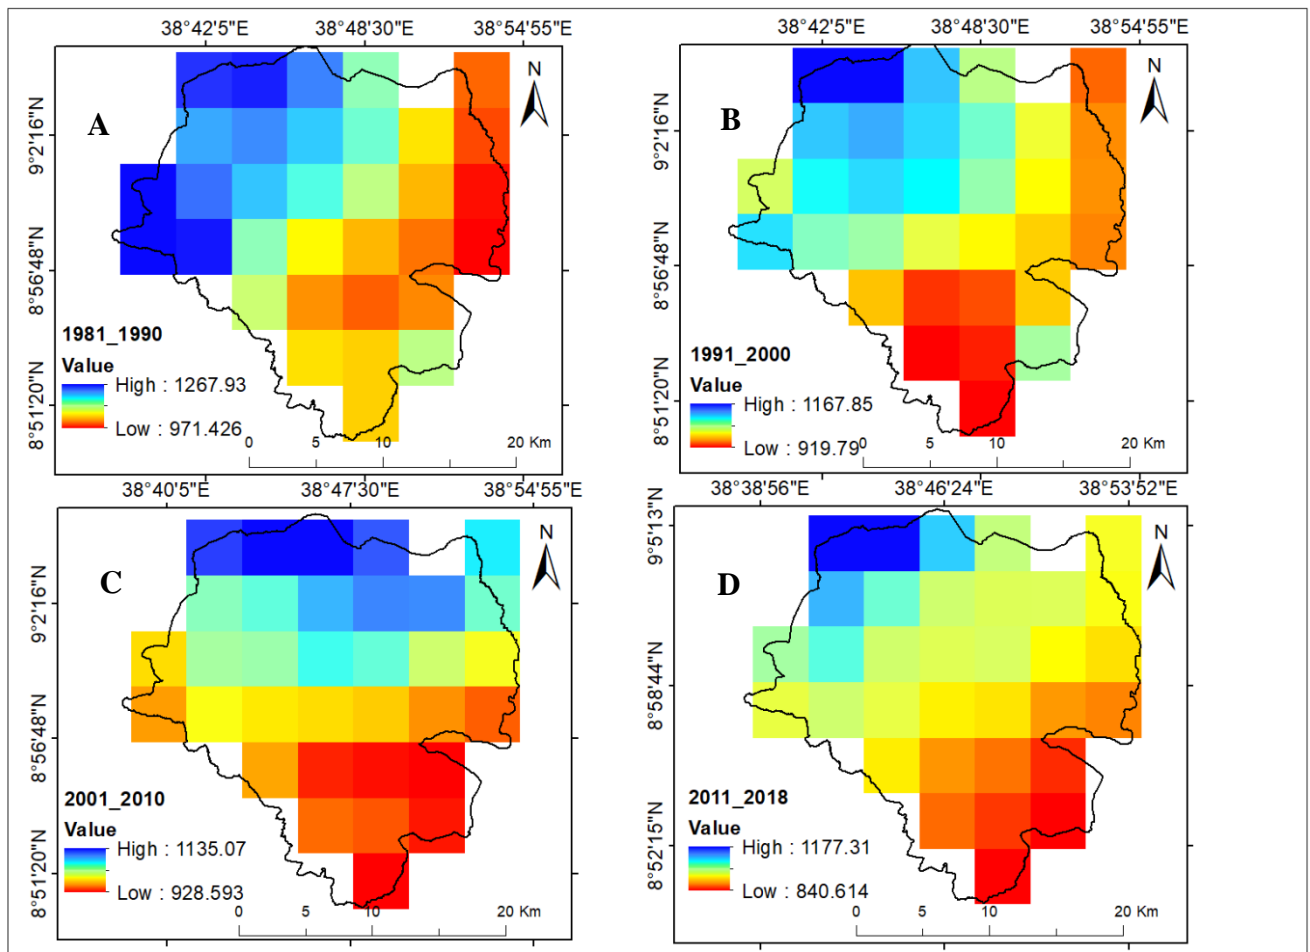 38°42'5"E 38°48'30"E 38°54'55"E
N
A
9°2'16"N
8°56'48"N
8°51'20"N
1981_1990
Value
High : 1267.93
Low : 971.426
0 5 10 20 Km
38°42'5"E 38°48'30"E 38°54'55"E
N
B
9°2'16"N
8°56'48"N
8°51'20"N
1991_2000
Value
High : 1167.85
Low : 919.79
0 5 10 20 Km
38°40'5"E 38°47'30"E 38°54'55"E
N
C
9°2'16"N
8°56'48"N
8°51'20"N
2001_2010
Value
High : 1135.07
Low : 928.593
0 5 10 20 Km
38°38'56"E 38°46'24"E 38°53'52"E
N
D
9°5'13"N
8°58'44"N
8°52'15"N
2011_2018
Value
High : 1177.31
Low : 840.614
0 5 10 20 Km